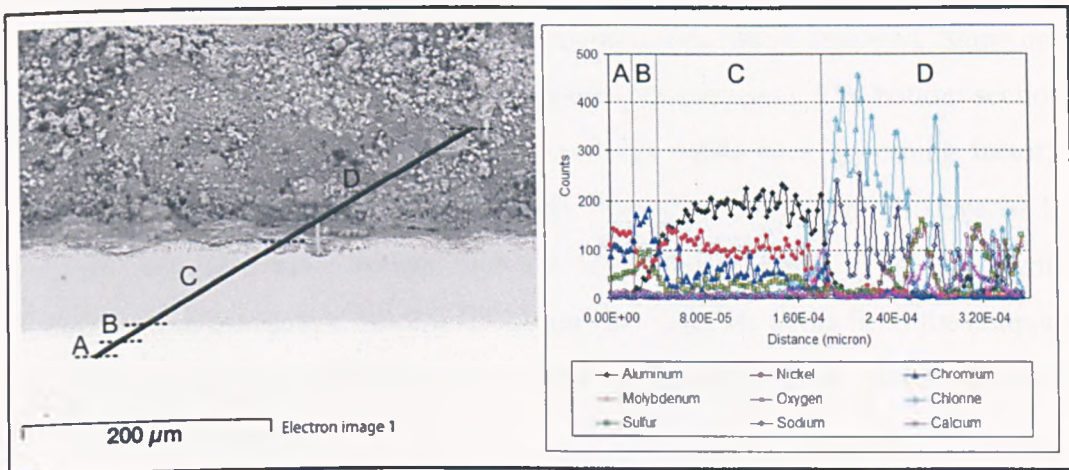 D
C
B
A
200 µm
Electron image 1
A B C D
500
400
300
200
100
0
Counts
0.00E+00 8.00E-05 1.60E-04 2.40E-04 3.20E-04
Distance (micron)
Aluminum Nickel Chromium
Molybdenum Oxygen Chlorine
Sulfur Sodium Calcium